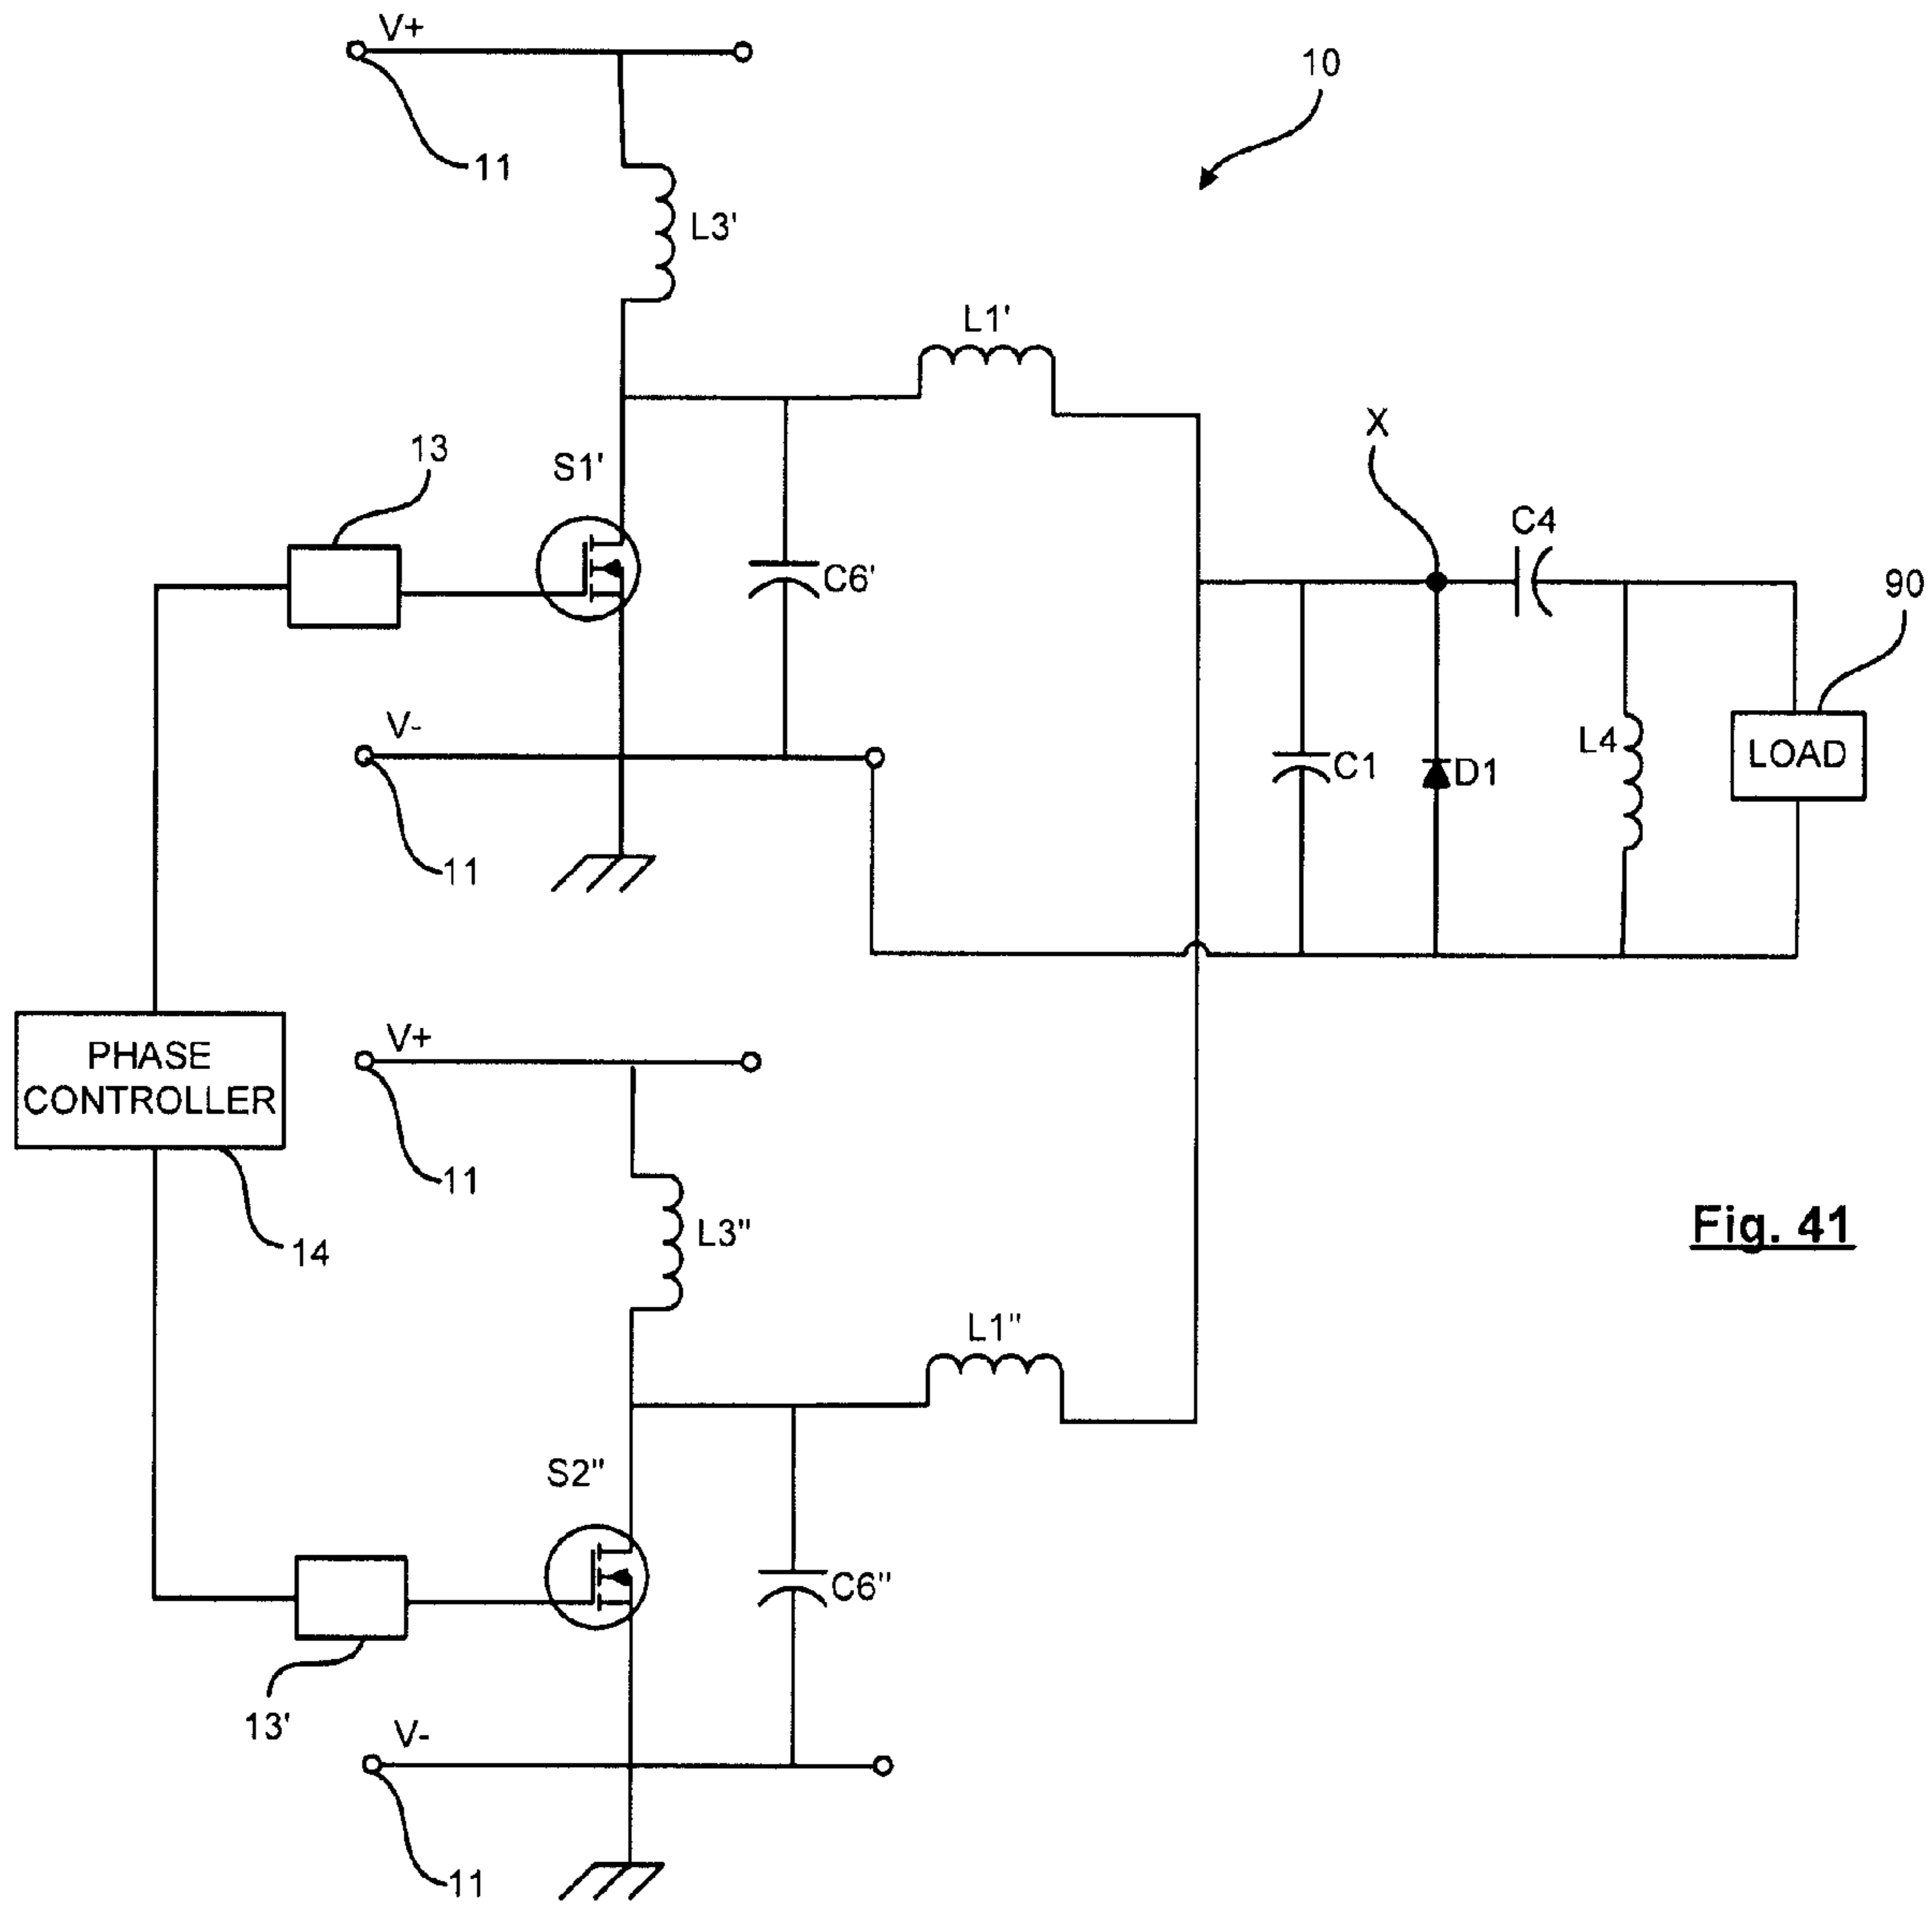 V+
10
11
L3'
L1'
X
13
S1'
C4
C6'
90
V-
L4
LOAD
C1
D1
11
V+
PHASE
CONTROLLER
11
L3"
Fig. 41
14
L1"
S2"
C6"
13'
V-
11